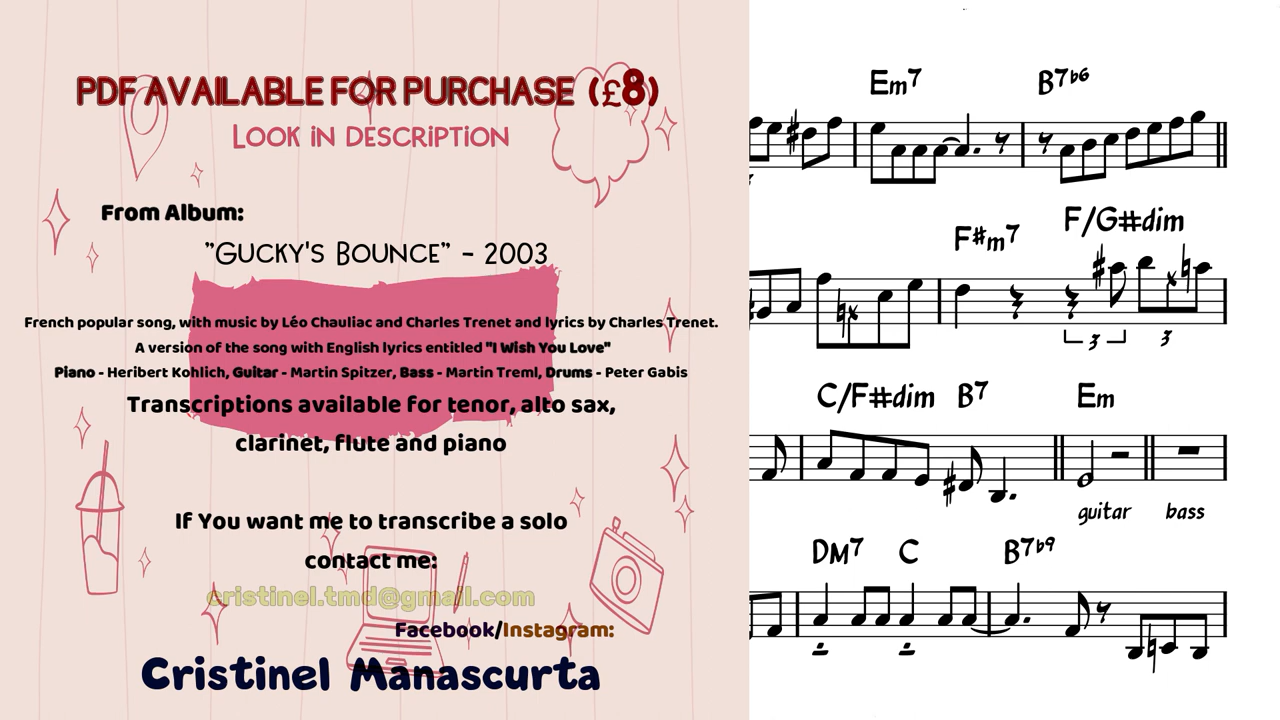 PDF AVAILABLE FOR PURCHASE (£8)
LOOK IN DESCRIPTION
From Album:
"GUCKY'S BOUNCE" - 2003
French popular song, with music by Léo Chauliac and Charles Trenet and lyrics by Charles Trenet.
A version of the song with English lyrics entitled "I Wish You Love"
Piano - Heribert Kohlich, Guitar - Martin Spitzer, Bass - Martin Treml, Drums - Peter Gabis
Transcriptions available for tenor, alto sax,
clarinet, flute and piano
If You want me to transcribe a solo
contact me:
cristinel.tmd@gmail.com
Facebook/Instagram:
Cristinel Manascurta
Em7 B7b6
F#m7 F/G#dim
3 3
C/F#dim B7 Em
guitar bass
DM7 C B7b9